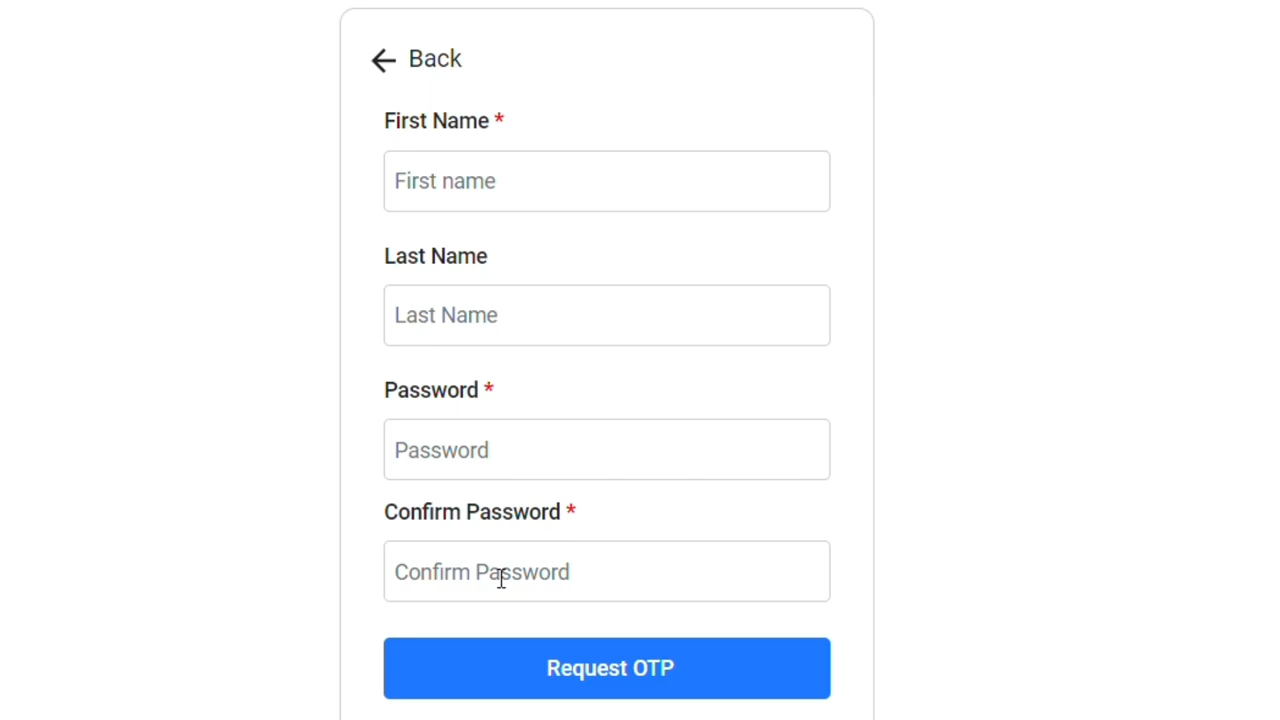 Back
First Name *
First name
Last Name
Last Name
Password *
Password
Confirm Password *
Confirm Password
Request OTP